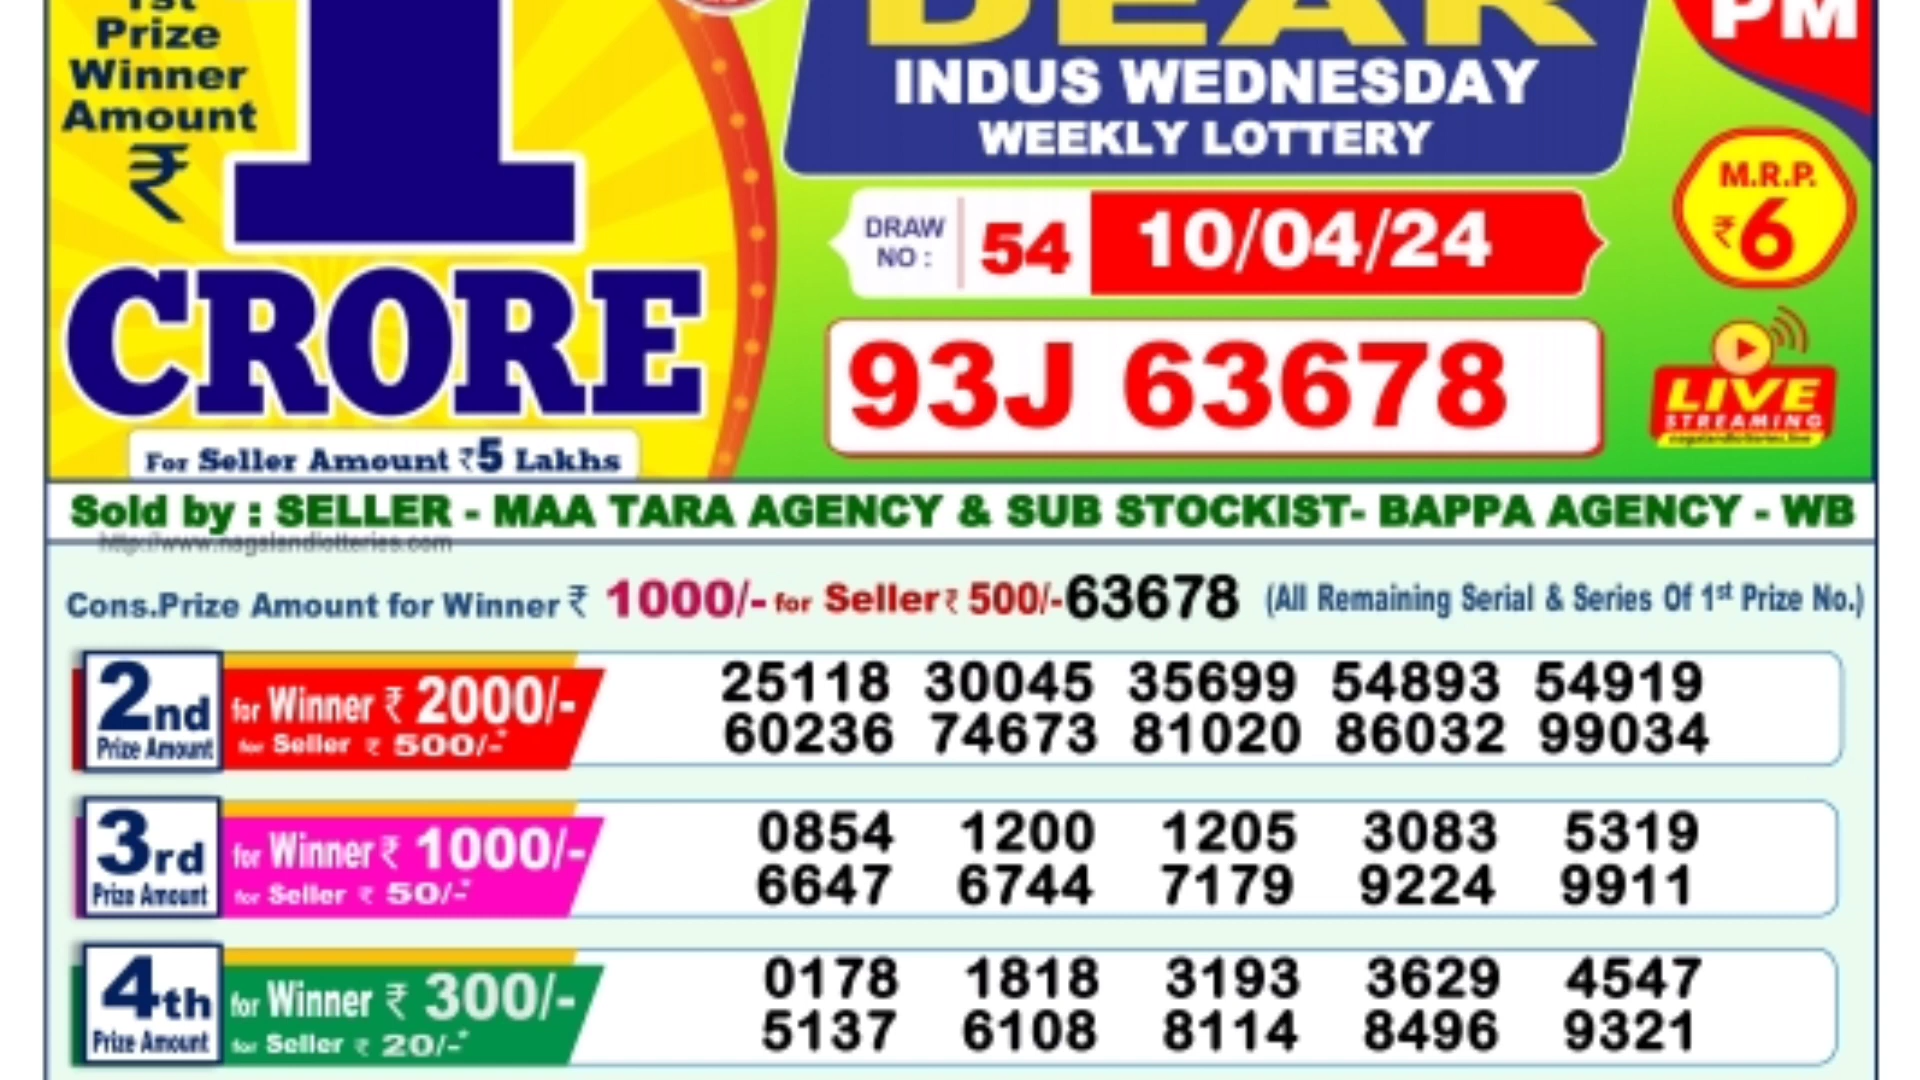 1st
Prize
Winner
Amount
₹
1
CRORE
For Seller Amount ₹5 Lakhs
DEAR
INDUS WEDNESDAY
WEEKLY LOTTERY
PM
DRAW NO : 54 10/04/24
M.R.P.
₹6
93J 63678
LIVE
STREAMING
nagalandlotteries.live
Sold by : SELLER - MAA TARA AGENCY & SUB STOCKIST- BAPPA AGENCY - WB
http://www.nagalandlotteries.com
Cons.Prize Amount for Winner ₹ 1000/- for Seller ₹ 500/- 63678 (All Remaining Serial & Series Of 1st Prize No.)
2nd
Prize Amount
for Winner ₹ 2000/-
for Seller ₹ 500/-*
25118 30045 35699 54893 54919
60236 74673 81020 86032 99034
3rd
Prize Amount
for Winner ₹ 1000/-
for Seller ₹ 50/-*
0854 1200 1205 3083 5319
6647 6744 7179 9224 9911
4th
Prize Amount
for Winner ₹ 300/-
for Seller ₹ 20/-*
0178 1818 3193 3629 4547
5137 6108 8114 8496 9321